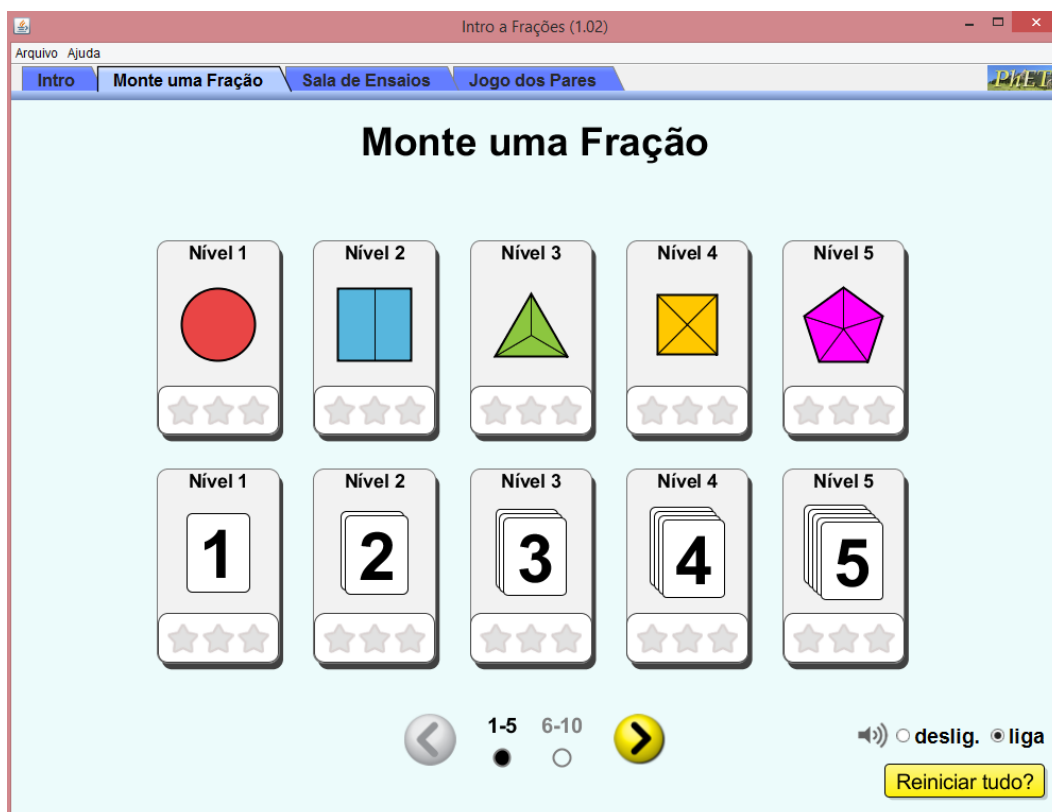 Intro a Frações (1.02)
Arquivo Ajuda
Intro Monte uma Fração Sala de Ensaios Jogo dos Pares PhET
Monte uma Fração
Nível 1 Nível 2 Nível 3 Nível 4 Nível 5
Nível 1 Nível 2 Nível 3 Nível 4 Nível 5
1 2 3 4 5
1-5 6-10
deslig. liga
Reiniciar tudo?